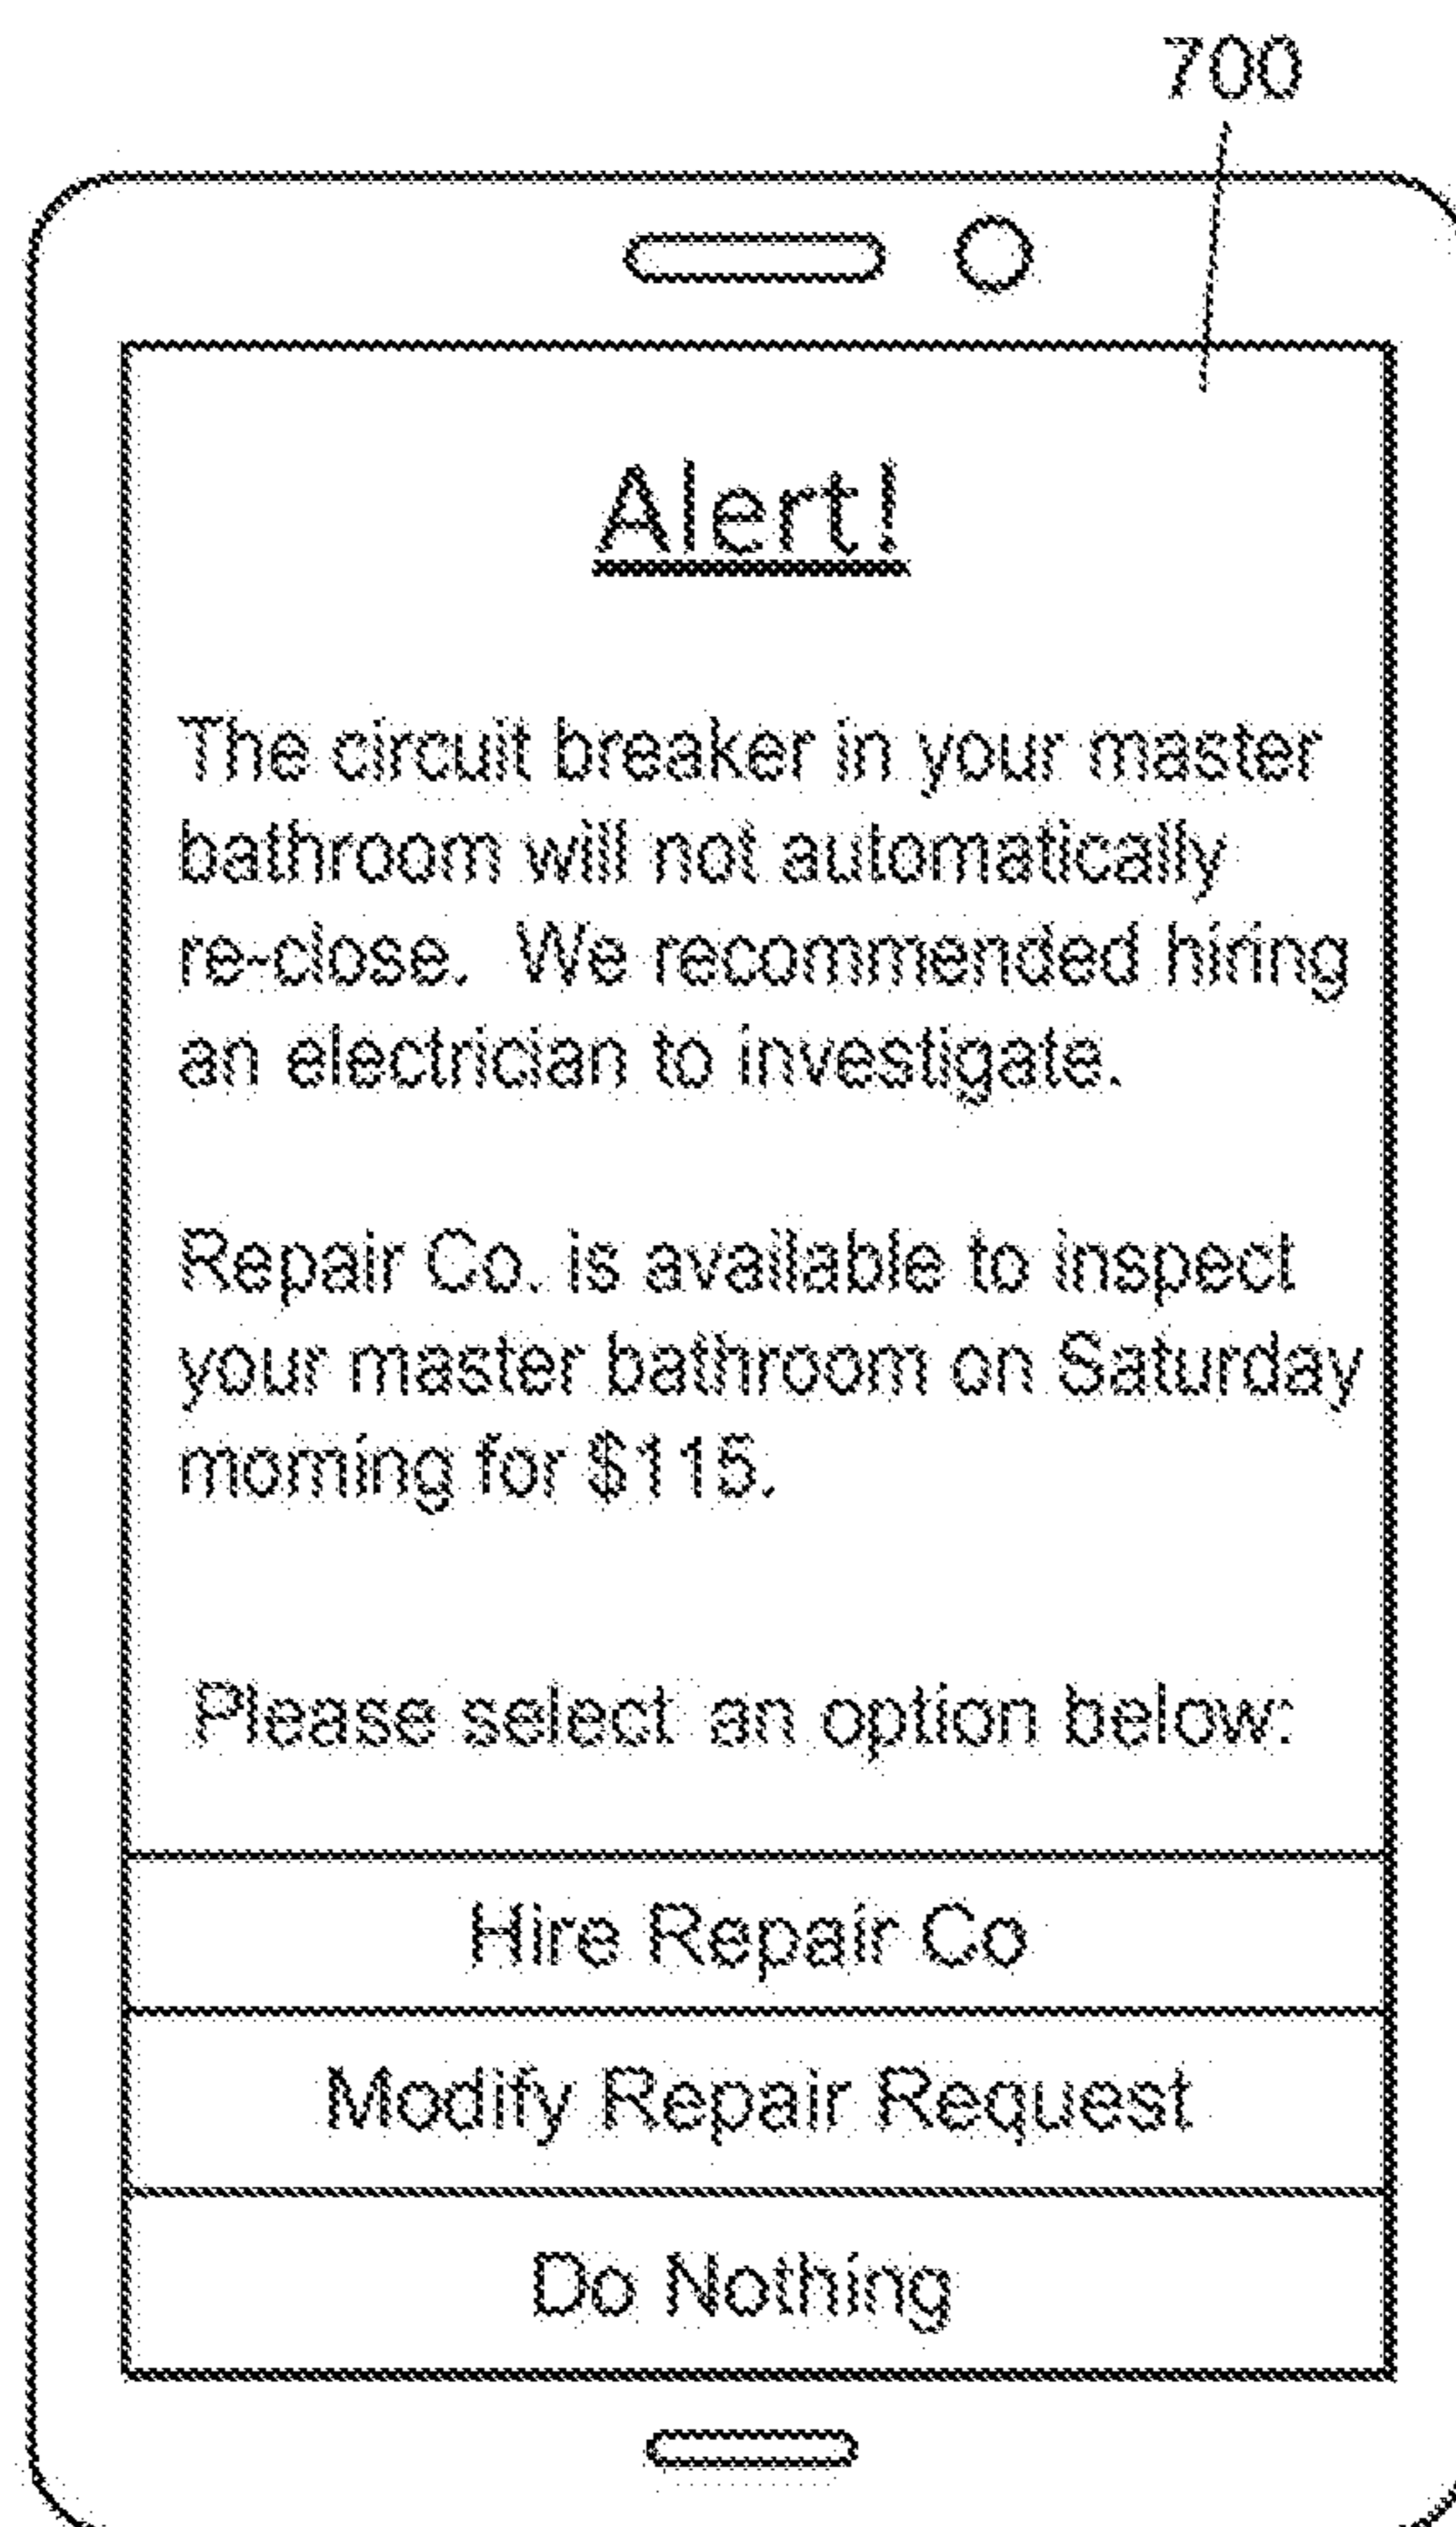 700
Alert!
The circuit breaker in your master
bathroom will not automatically
re-close.  We recommended hiring
an electrician to investigate.
Repair Co. is available to inspect
your master bathroom on Saturday
morning for $115.
Please select an option below:
Hire Repair Co
Modify Repair Request
Do Nothing